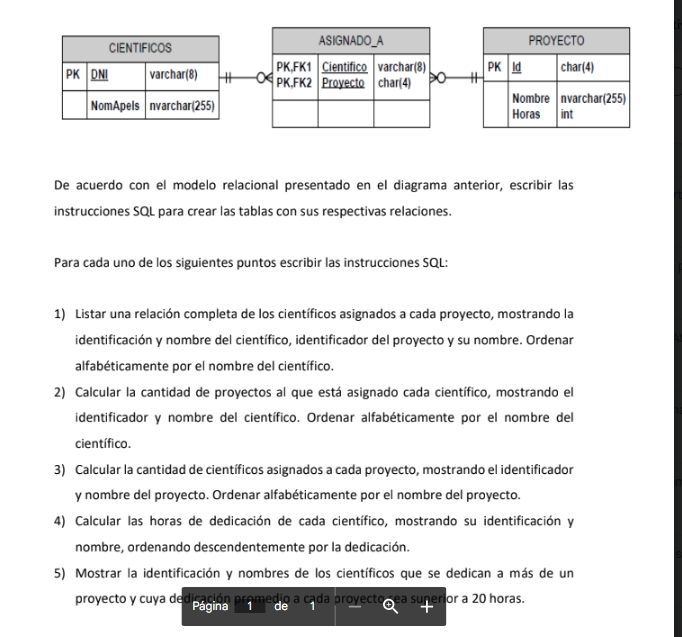 CIENTIFICOS
PK DNI varchar(8)
NomApels nvarchar(255)
ASIGNADO_A
PK,FK1 Cientifico varchar(8)
PK,FK2 Proyecto char(4)
PROYECTO
PK Id char(4)
Nombre nvarchar(255)
Horas int
De acuerdo con el modelo relacional presentado en el diagrama anterior, escribir las
instrucciones SQL para crear las tablas con sus respectivas relaciones.
Para cada uno de los siguientes puntos escribir las instrucciones SQL:
1) Listar una relación completa de los científicos asignados a cada proyecto, mostrando la
identificación y nombre del científico, identificador del proyecto y su nombre. Ordenar
alfabéticamente por el nombre del científico.
2) Calcular la cantidad de proyectos al que está asignado cada científico, mostrando el
identificador y nombre del científico. Ordenar alfabéticamente por el nombre del
científico.
3) Calcular la cantidad de científicos asignados a cada proyecto, mostrando el identificador
y nombre del proyecto. Ordenar alfabéticamente por el nombre del proyecto.
4) Calcular las horas de dedicación de cada científico, mostrando su identificación y
nombre, ordenando descendentemente por la dedicación.
5) Mostrar la identificación y nombres de los científicos que se dedican a más de un
proyecto y cuya dedicación promedio a cada proyecto sea superior a 20 horas.
Página 1 de 1